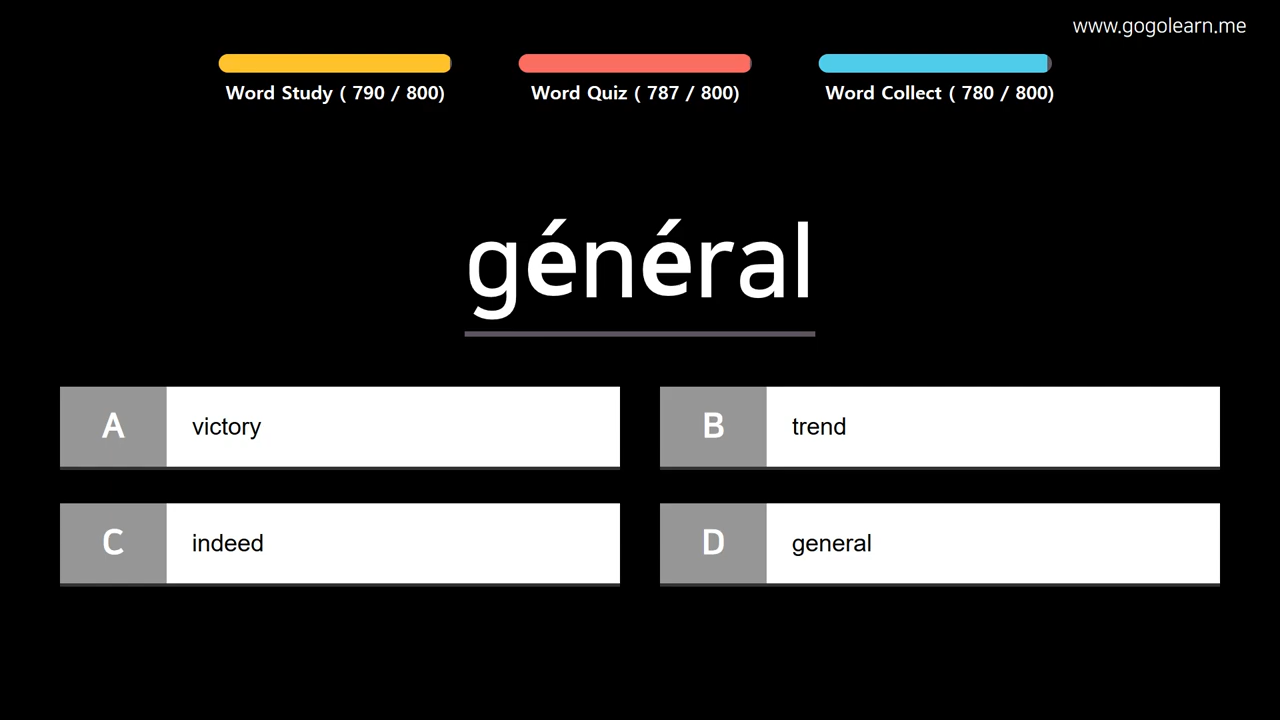 www.gogolearn.me
Word Study ( 790 / 800)
Word Quiz ( 787 / 800)
Word Collect ( 780 / 800)
général
A victory
B trend
C indeed
D general